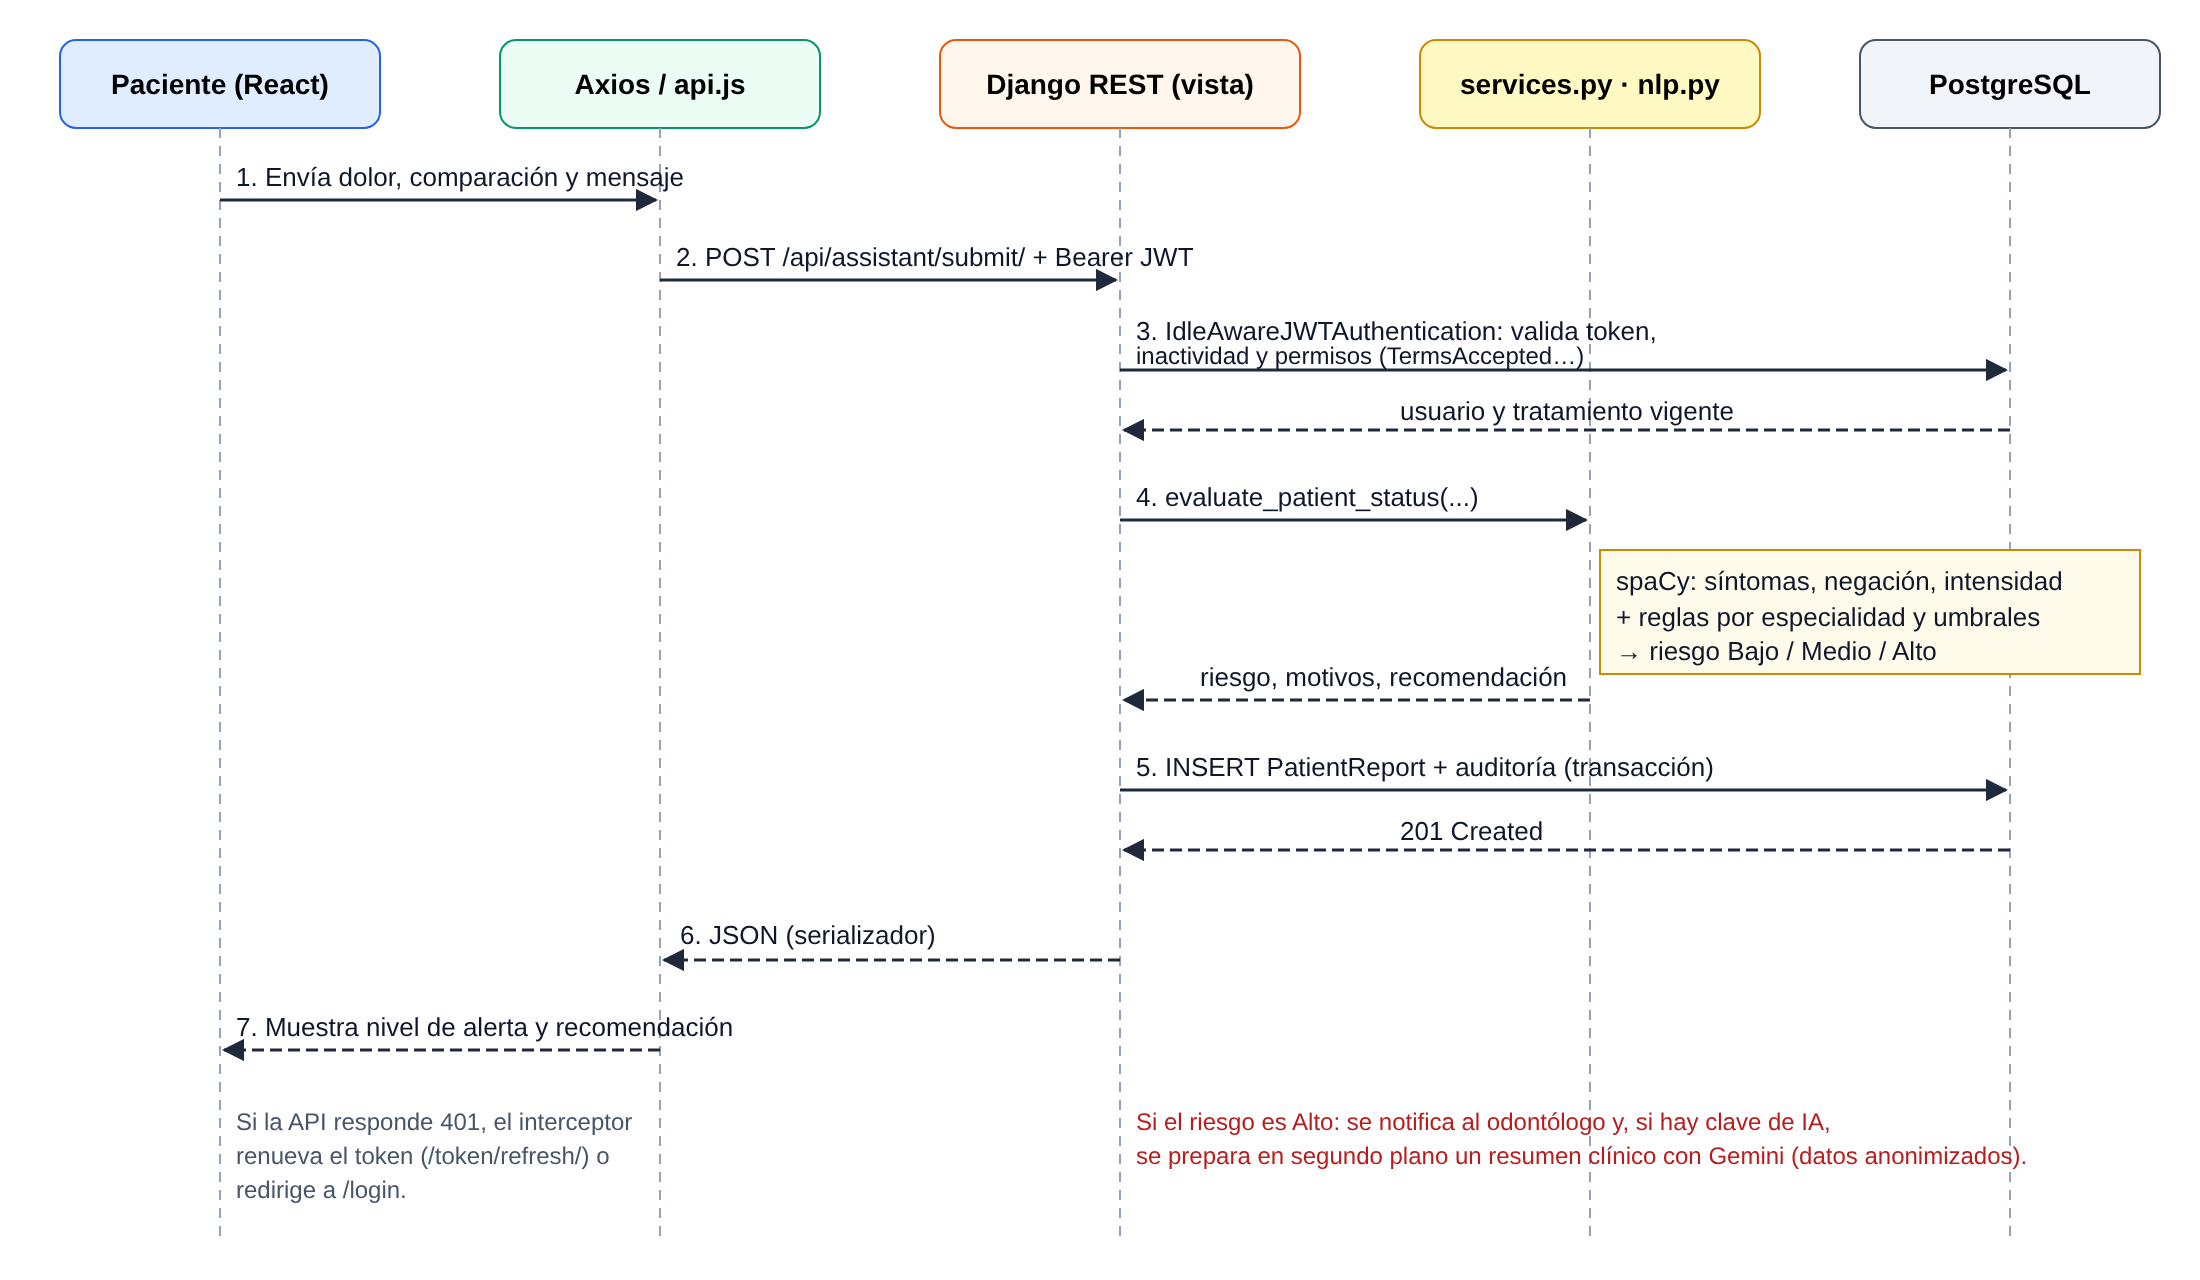 Paciente (React)
Axios / api.js
Django REST (vista)
services.py · nlp.py
PostgreSQL
1. Envía dolor, comparación y mensaje
2. POST /api/assistant/submit/ + Bearer JWT
3. IdleAwareJWTAuthentication: valida token,
inactividad y permisos (TermsAccepted…)
usuario y tratamiento vigente
4. evaluate_patient_status(...)
spaCy: síntomas, negación, intensidad
+ reglas por especialidad y umbrales
→ riesgo Bajo / Medio / Alto
riesgo, motivos, recomendación
5. INSERT PatientReport + auditoría (transacción)
201 Created
6. JSON (serializador)
7. Muestra nivel de alerta y recomendación
Si la API responde 401, el interceptor
renueva el token (/token/refresh/) o
redirige a /login.
Si el riesgo es Alto: se notifica al odontólogo y, si hay clave de IA,
se prepara en segundo plano un resumen clínico con Gemini (datos anonimizados).